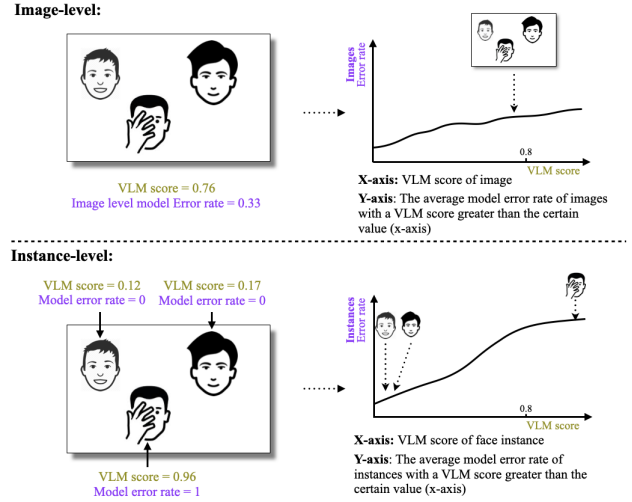 Image-level:
Images
Error rate
0.8
VLM score
VLM score = 0.76
Image level model Error rate = 0.33
X-axis: VLM score of image
Y-axis: The average model error rate of images
with a VLM score greater than the certain
value (x-axis)
Instance-level:
VLM score = 0.12
Model error rate = 0
VLM score = 0.17
Model error rate = 0
Instances
Error rate
0.8
VLM score
VLM score = 0.96
Model error rate = 1
X-axis: VLM score of face instance
Y-axis: The average model error rate of
instances with a VLM score greater than the
certain value (x-axis)